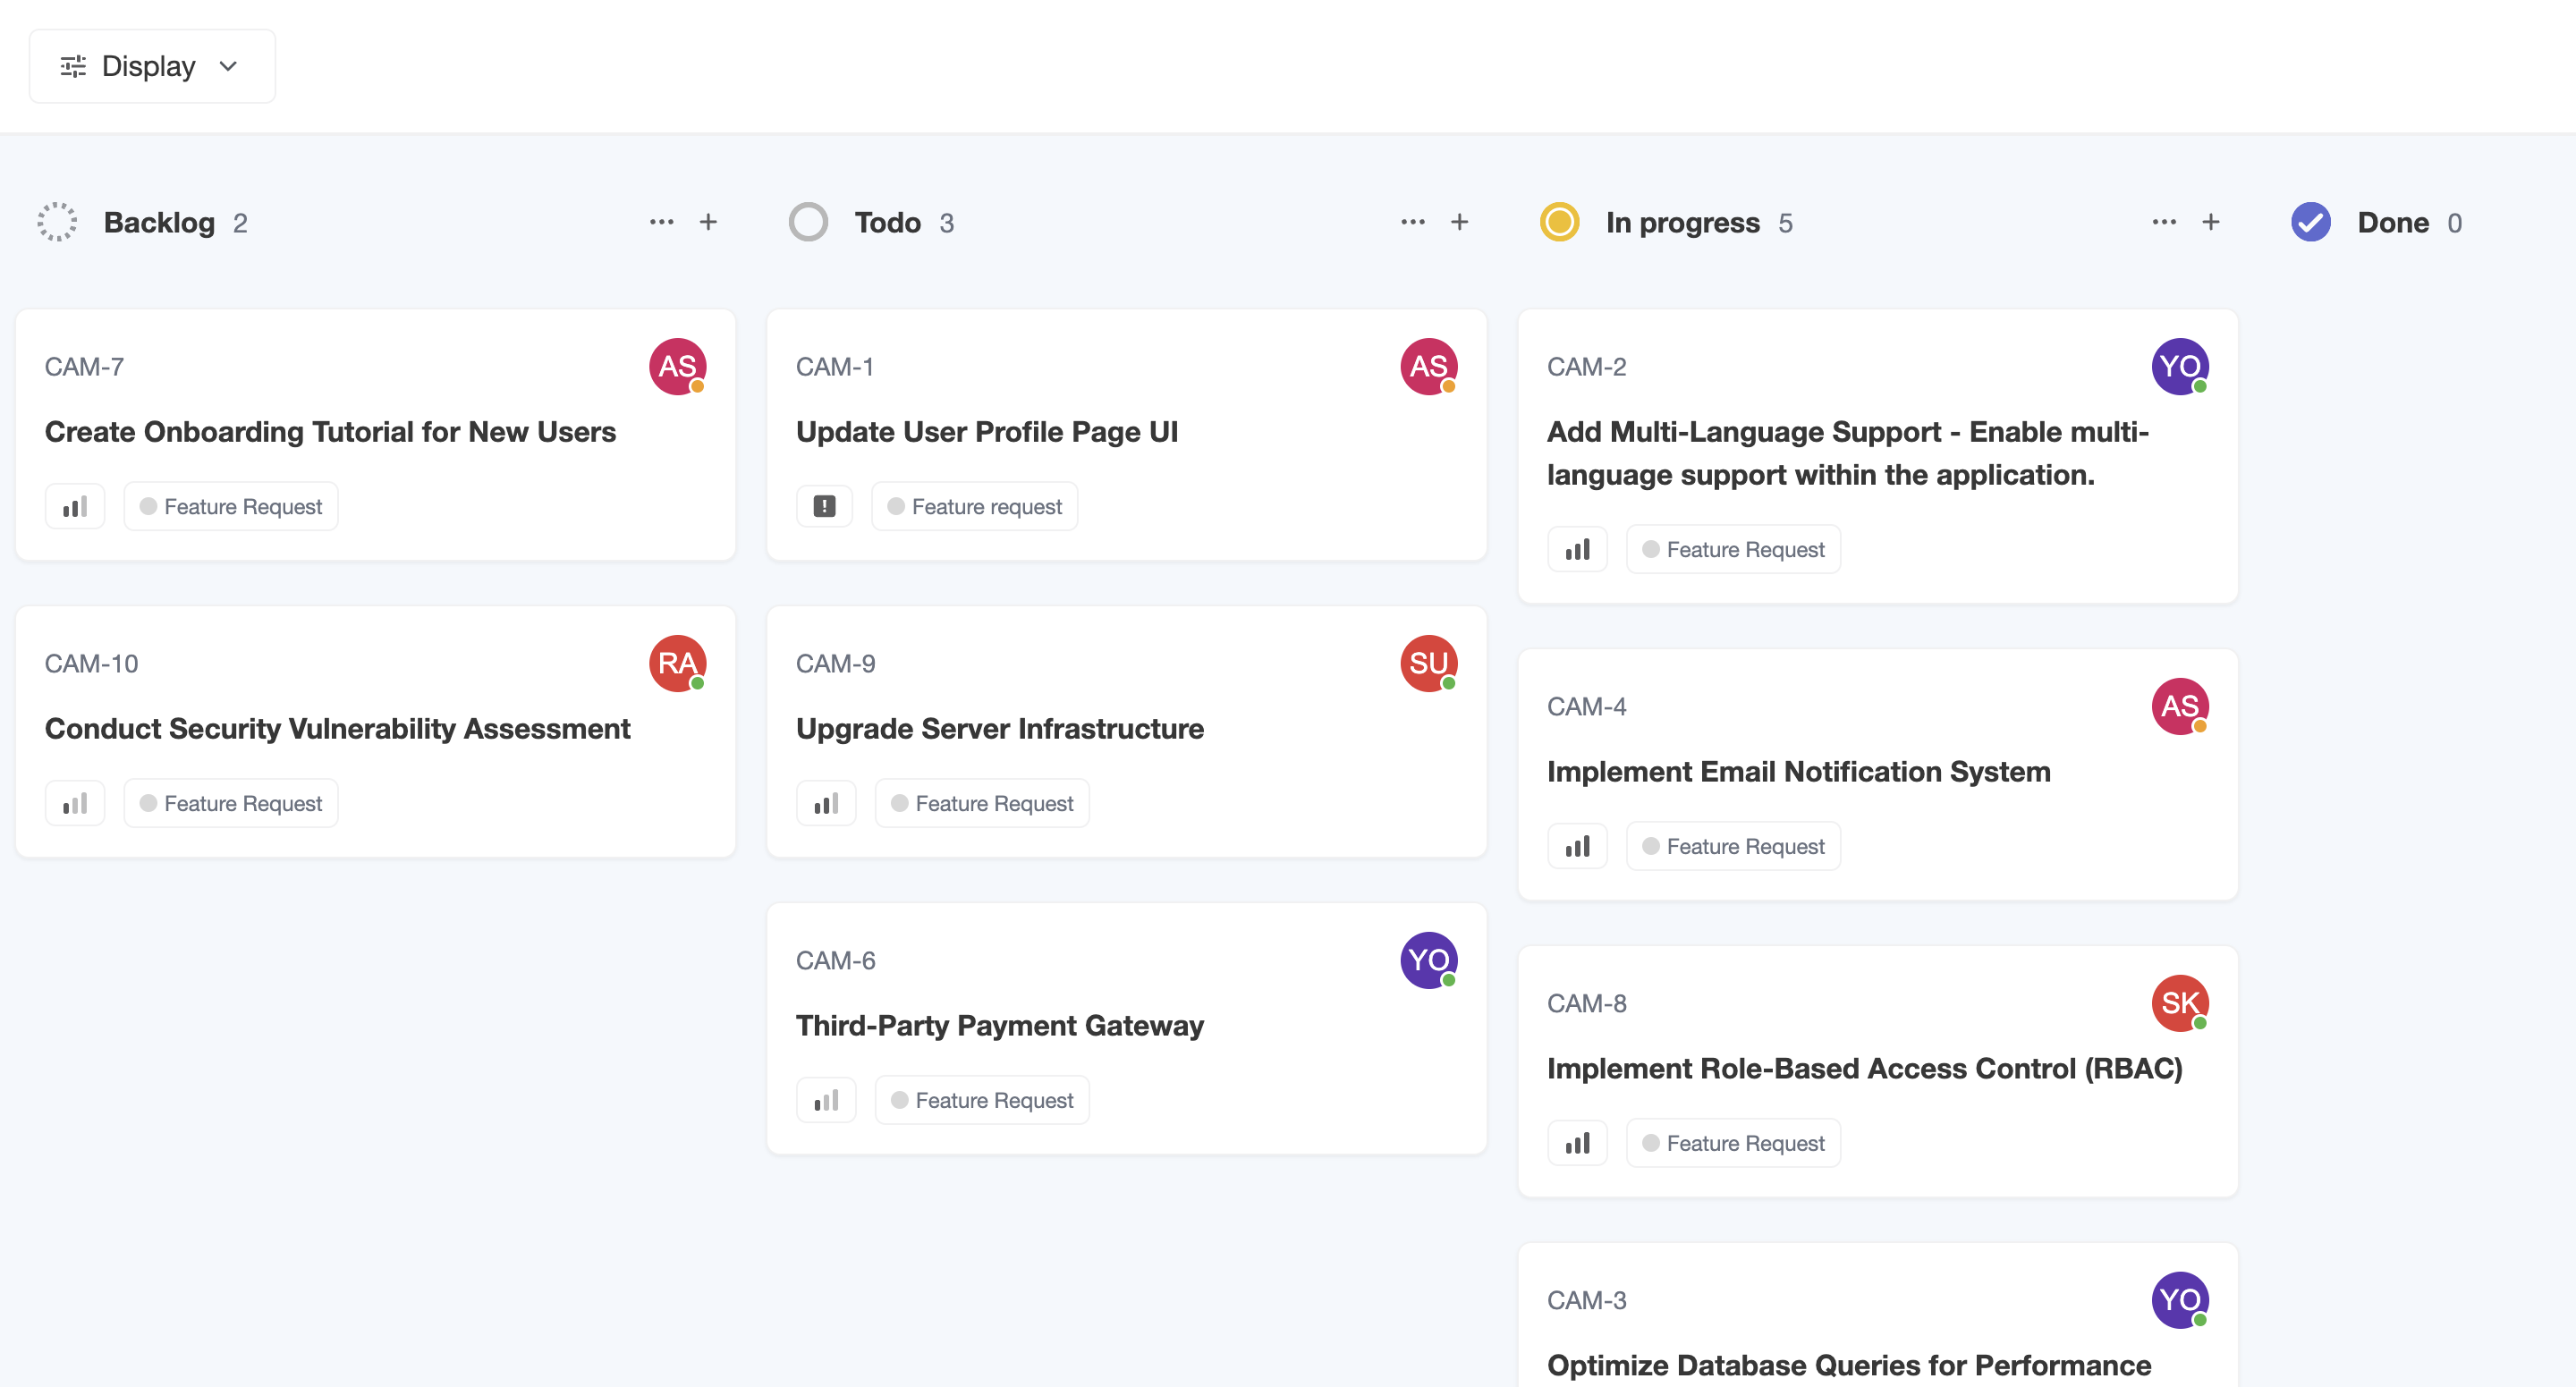 Display
Backlog 2
CAM-7
AS
Create Onboarding Tutorial for New Users
Feature Request
CAM-10
RA
Conduct Security Vulnerability Assessment
Feature Request
Todo 3
CAM-1
AS
Update User Profile Page UI
Feature request
CAM-9
SU
Upgrade Server Infrastructure
Feature Request
CAM-6
YO
Third-Party Payment Gateway
Feature Request
In progress 5
CAM-2
YO
Add Multi-Language Support - Enable multi-
language support within the application.
Feature Request
CAM-4
AS
Implement Email Notification System
Feature Request
CAM-8
SK
Implement Role-Based Access Control (RBAC)
Feature Request
CAM-3
YO
Optimize Database Queries for Performance
Done 0